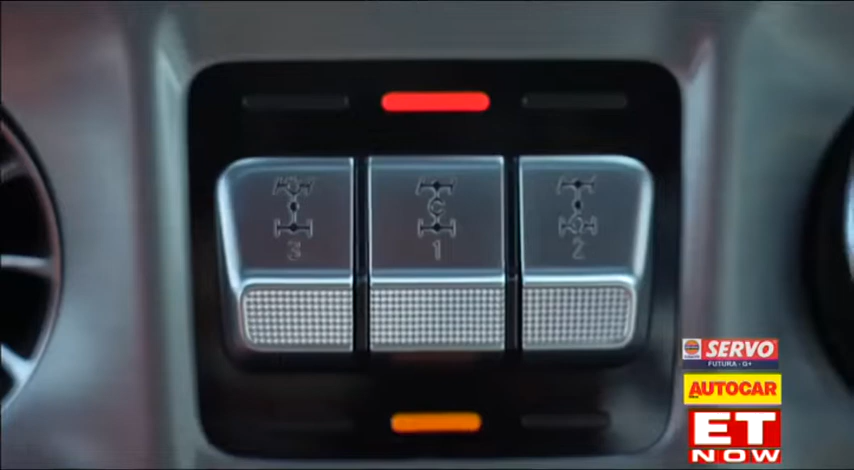 3
1
2
SERVO
FUTURA - G+
AUTOCAR
ET
NOW